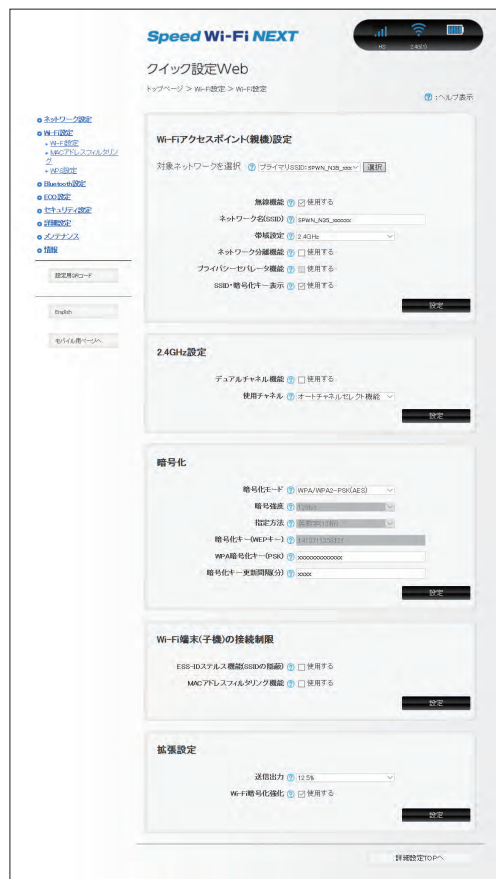 Speed Wi-Fi NEXT
HS
2.4G(1)
クイック設定Web
トップページ > Wi-Fi設定 > Wi-Fi設定
:ヘルプ表示
ネットワーク設定
Wi-Fi設定
Wi-Fi設定
MACアドレスフィルタリン
グ
WPS設定
Bluetooth設定
ECO設定
セキュリティ設定
詳細設定
メンテナンス
情報
設定用QRコード
English
モバイル用ページへ
Wi-Fiアクセスポイント(親機)設定
対象ネットワークを選択 プライマリSSID: SPWN_N35_xxx 選択
無線機能 使用する
ネットワーク名(SSID) SPWN_N35_xxxxxx
帯域設定 2.4GHz
ネットワーク分離機能 使用する
プライバシーセパレータ機能 使用する
SSID・暗号化キー表示 使用する
設定
2.4GHz設定
デュアルチャネル機能 使用する
使用チャネル オートチャネルセレクト機能
設定
暗号化
暗号化モード WPA/WPA2-PSK(AES)
暗号強度 128bit
指定方法
暗号化キー(WEPキー)
WPA暗号化キー(PSK) xxxxxxxxxxxxx
暗号化キー更新間隔(分) xxxx
設定
Wi-Fi端末(子機)の接続制限
ESS-IDステルス機能(SSIDの隠蔽) 使用する
MACアドレスフィルタリング機能 使用する
設定
拡張設定
送信出力 12.5%
Wi-Fi暗号化強化 使用する
設定
詳細設定TOPへ